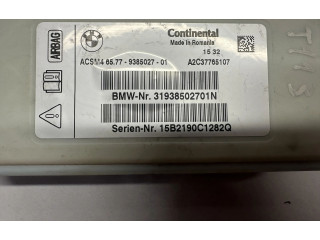 AIRBAG
BMW
Continental
Made in Romania
15 32
ACSM4 65.77 - 9385027 - 01 A2C37765107
BMW-Nr. 31938502701N
Serien-Nr. 15B2190C1282Q